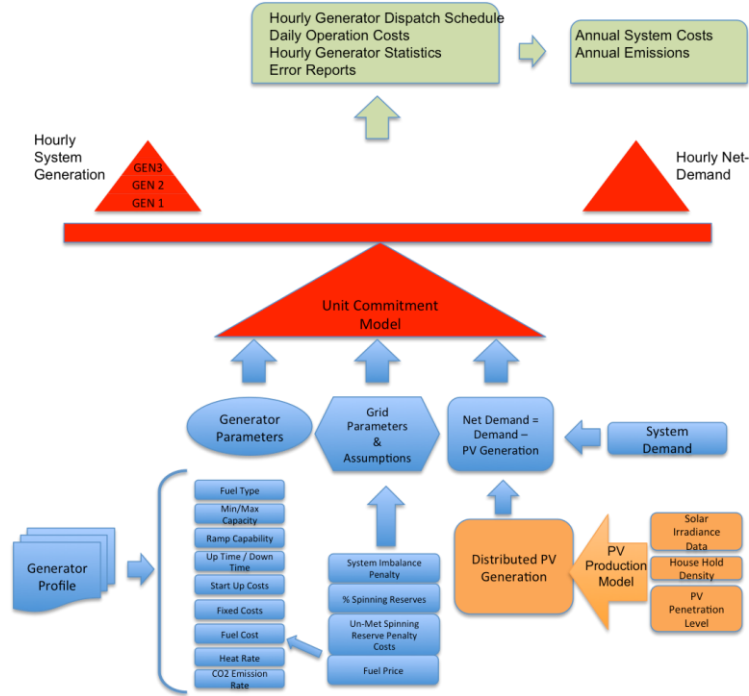 Hourly Generator Dispatch Schedule
Daily Operation Costs
Hourly Generator Statistics
Error Reports
Annual System Costs
Annual Emissions
Hourly
System
Generation
GEN3
GEN 2
GEN 1
Hourly Net-
Demand
Unit Commitment
Model
Generator
Parameters
Grid
Parameters
&
Assumptions
Net Demand =
Demand –
PV Generation
System
Demand
Generator
Profile
Fuel Type
Min/Max
Capacity
Ramp Capability
Up Time / Down
Time
Start Up Costs
Fixed Costs
Fuel Cost
Heat Rate
CO2 Emission
Rate
System Imbalance
Penalty
% Spinning Reserves
Un-Met Spinning
Reserve Penalty
Costs
Fuel Price
Distributed PV
Generation
PV
Production
Model
Solar
Irradiance
Data
House Hold
Density
PV
Penetration
Level